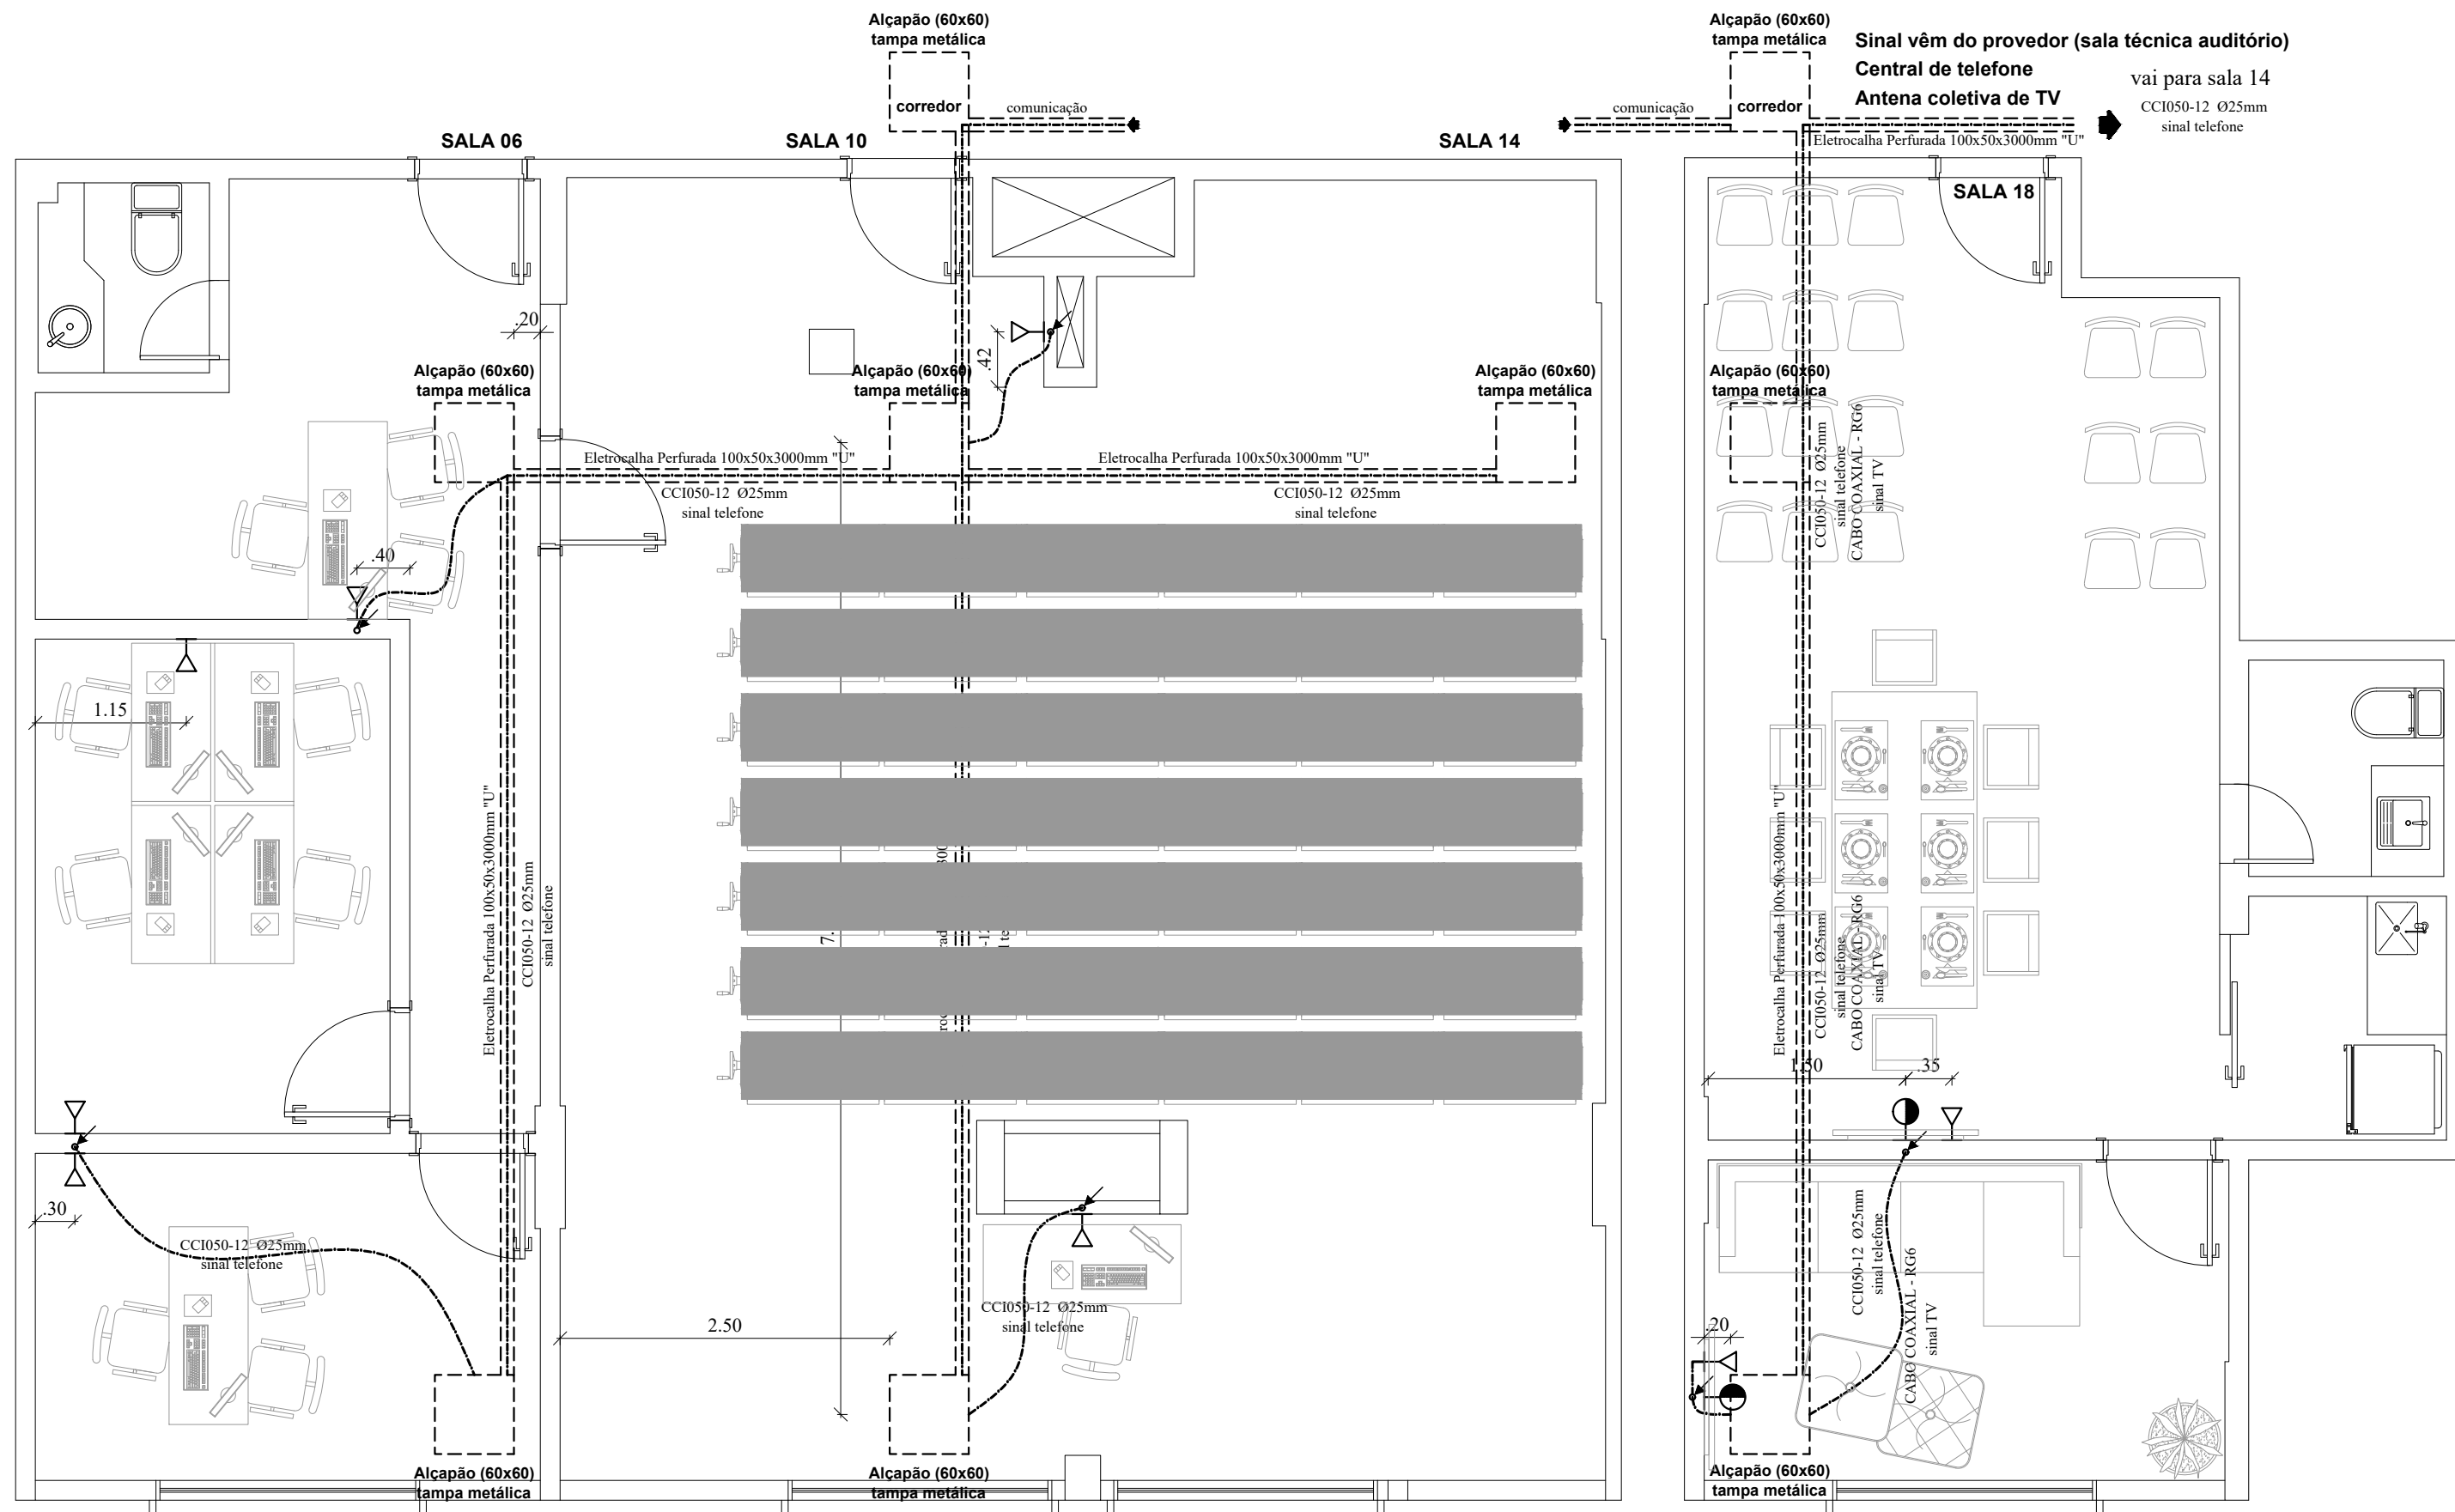 Alçapão (60x60)
tampa metálica
corredor
comunicação
Alçapão (60x60)
tampa metálica
corredor
comunicação
Sinal vêm do provedor (sala técnica auditório)
Central de telefone
Antena coletiva de TV
vai para sala 14
CCI050-12 Ø25mm
sinal telefone
Eletrocalha Perfurada 100x50x3000mm "U"
SALA 06
SALA 10
SALA 14
SALA 18
.20
.42
Alçapão (60x60)
tampa metálica
Alçapão (60x60)
tampa metálica
Alçapão (60x60)
tampa metálica
Alçapão (60x60)
tampa metálica
Eletrocalha Perfurada 100x50x3000mm "U"
Eletrocalha Perfurada 100x50x3000mm "U"
CCI050-12 Ø25mm
sinal telefone
CCI050-12 Ø25mm
sinal telefone
CCI050-12 Ø25mm
sinal telefone
CABO COAXIAL - RG6
sinal TV
.40
1.15
Eletrocalha Perfurada 100x50x3000mm "U"
CCI050-12 Ø25mm
sinal telefone
7.
Eletrocalha Perfurada 100x50x3000mm "U"
CCI050-12 Ø25mm
sinal telefone
CABO COAXIAL - RG6
sinal TV
1.50
.35
.30
CCI050-12 Ø25mm
sinal telefone
2.50
CCI050-12 Ø25mm
sinal telefone
CCI050-12 Ø25mm
sinal telefone
CABO COAXIAL - RG6
sinal TV
.20
Alçapão (60x60)
tampa metálica
Alçapão (60x60)
tampa metálica
Alçapão (60x60)
tampa metálica